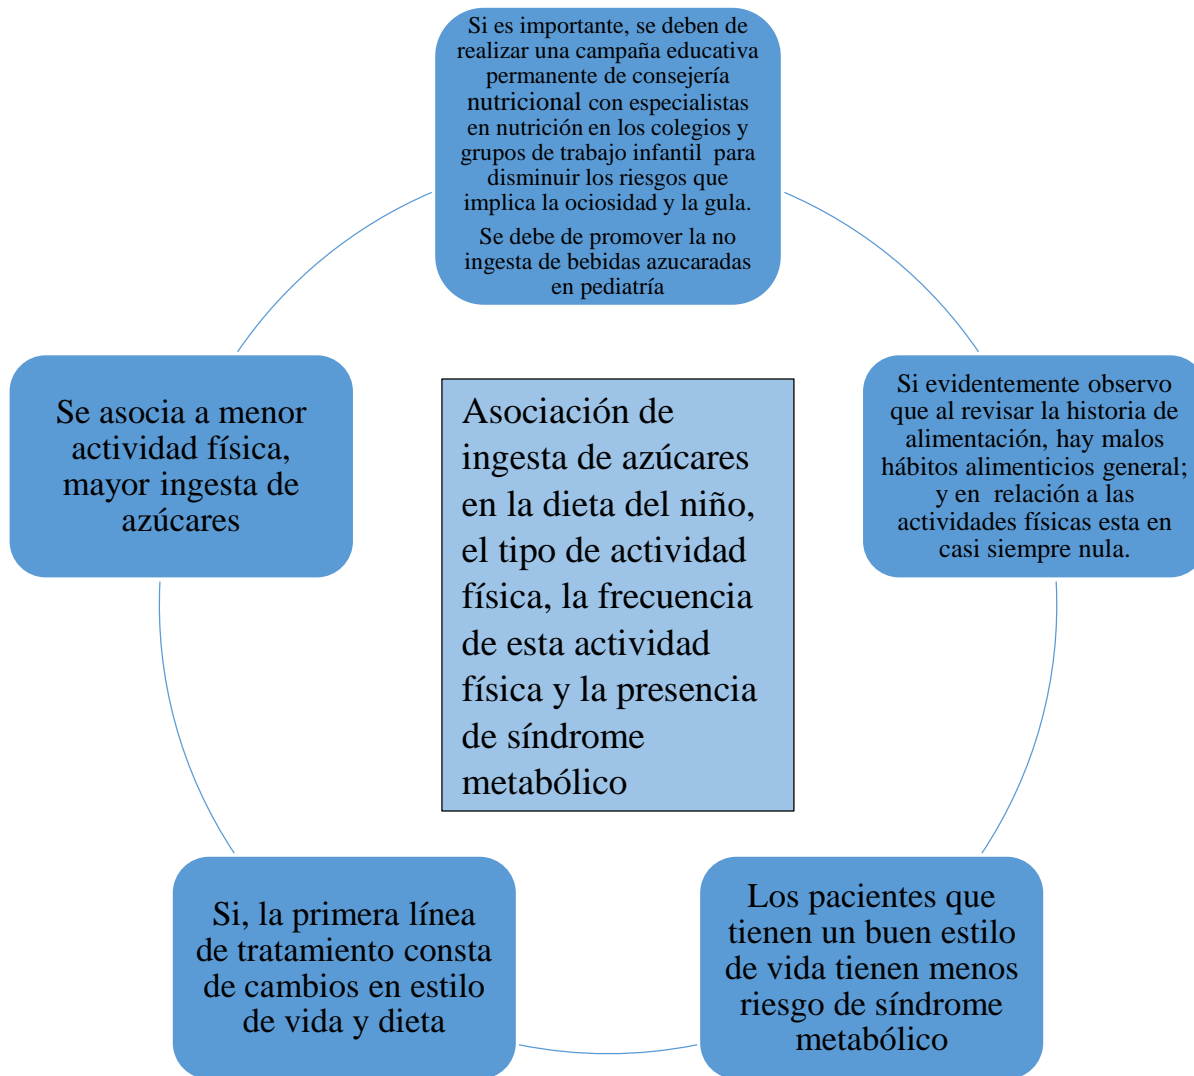 Si es importante, se deben de
realizar una campaña educativa
permanente de consejería
nutricional con especialistas
en nutrición en los colegios y
grupos de trabajo infantil para
disminuir los riesgos que
implica la ociosidad y la gula.
Se debe de promover la no
ingesta de bebidas azucaradas
en pediatría
Se asocia a menor
actividad física,
mayor ingesta de
azúcares
Asociación de
ingesta de azúcares
en la dieta del niño,
el tipo de actividad
física, la frecuencia
de esta actividad
física y la presencia
de síndrome
metabólico
Si evidentemente observo
que al revisar la historia de
alimentación, hay malos
hábitos alimenticios general;
y en relación a las
actividades físicas esta en
casi siempre nula.
Si, la primera línea
de tratamiento consta
de cambios en estilo
de vida y dieta
Los pacientes que
tienen un buen estilo
de vida tienen menos
riesgo de síndrome
metabólico